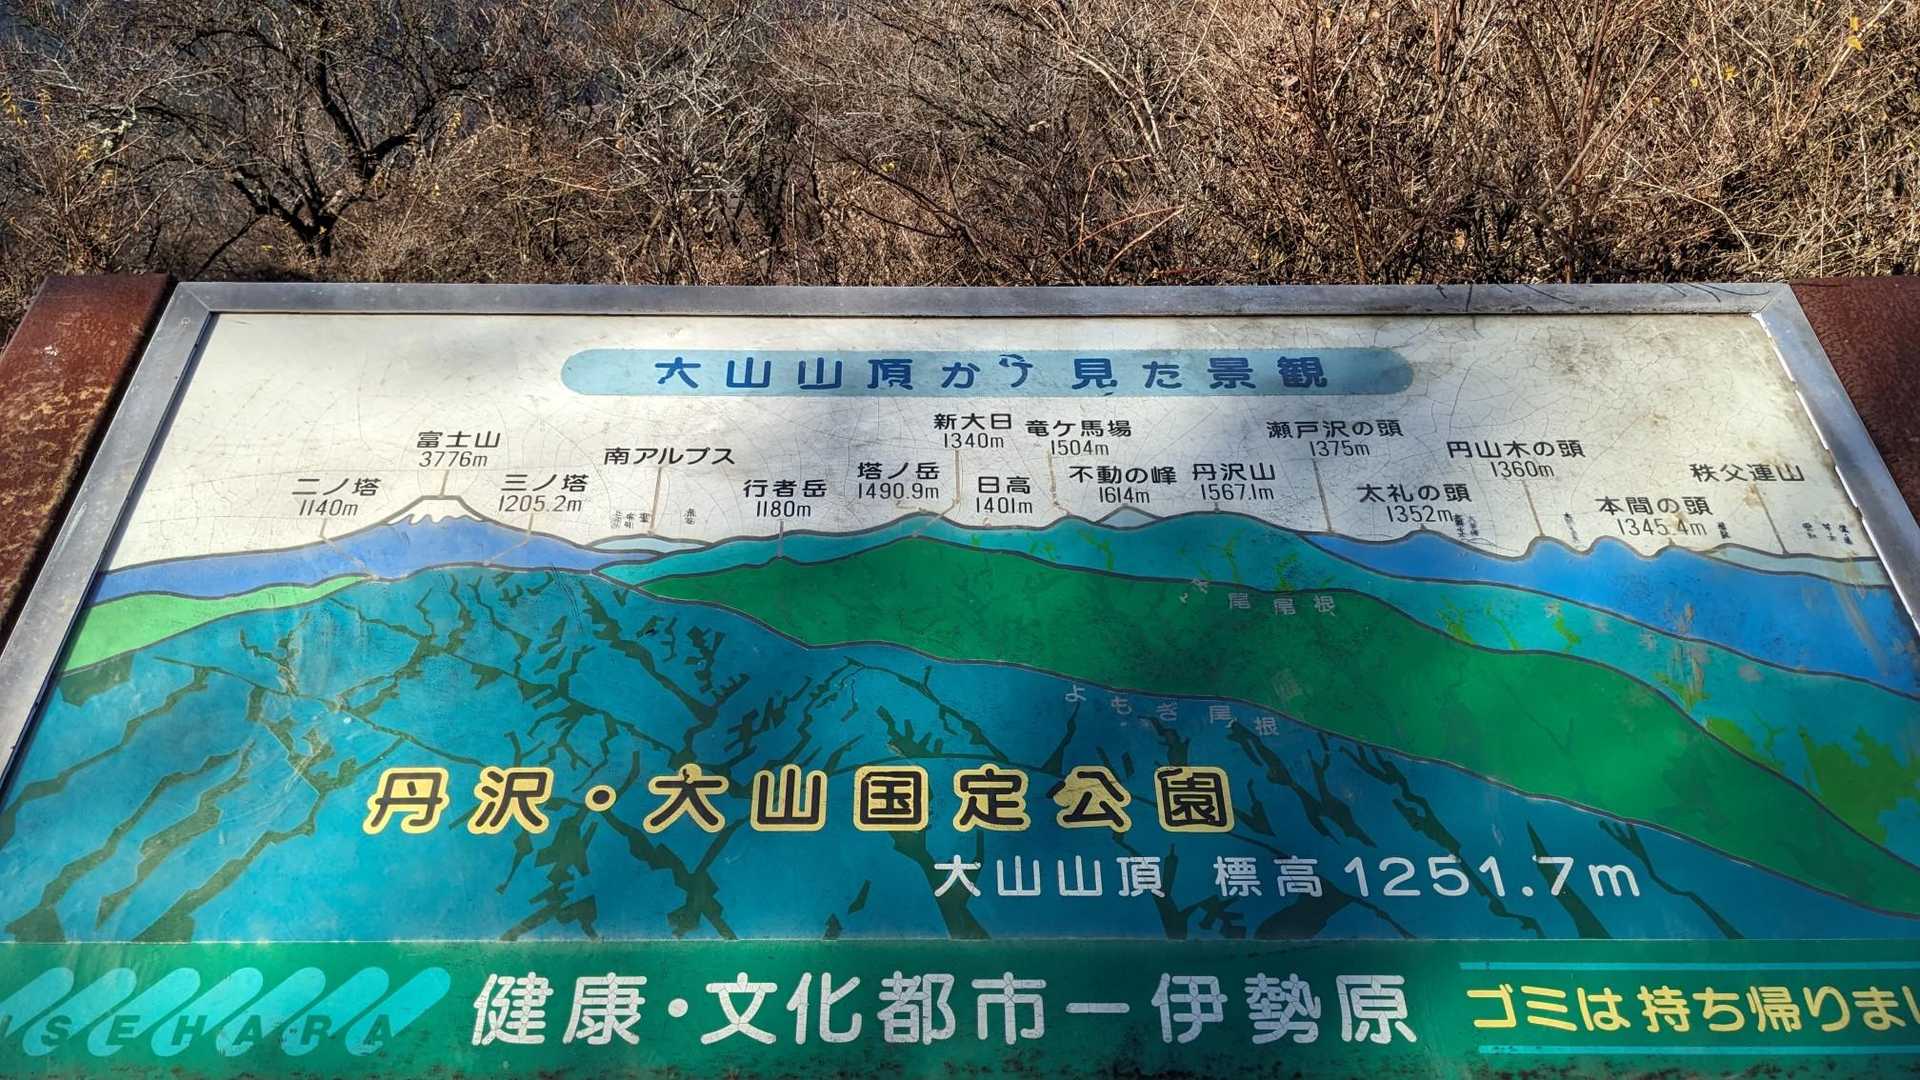 大山山頂から見た景観
富士山
3776m
二ノ塔
1140m
三ノ塔
1205.2m
南アルプス
行者岳
1180m
塔ノ岳
1490.9m
新大日
1340m
日高
1401m
竜ケ馬場
1504m
不動の峰
1614m
丹沢山
1567.1m
瀬戸沢の頭
1375m
太礼の頭
1352m
円山木の頭
1360m
本間の頭
1345.4m
秩父連山
尾尾根
よもぎ尾根
丹沢・大山国定公園
大山山頂 標高1251.7m
ISEHARA
健康・文化都市ー伊勢原
ゴミは持ち帰りまし